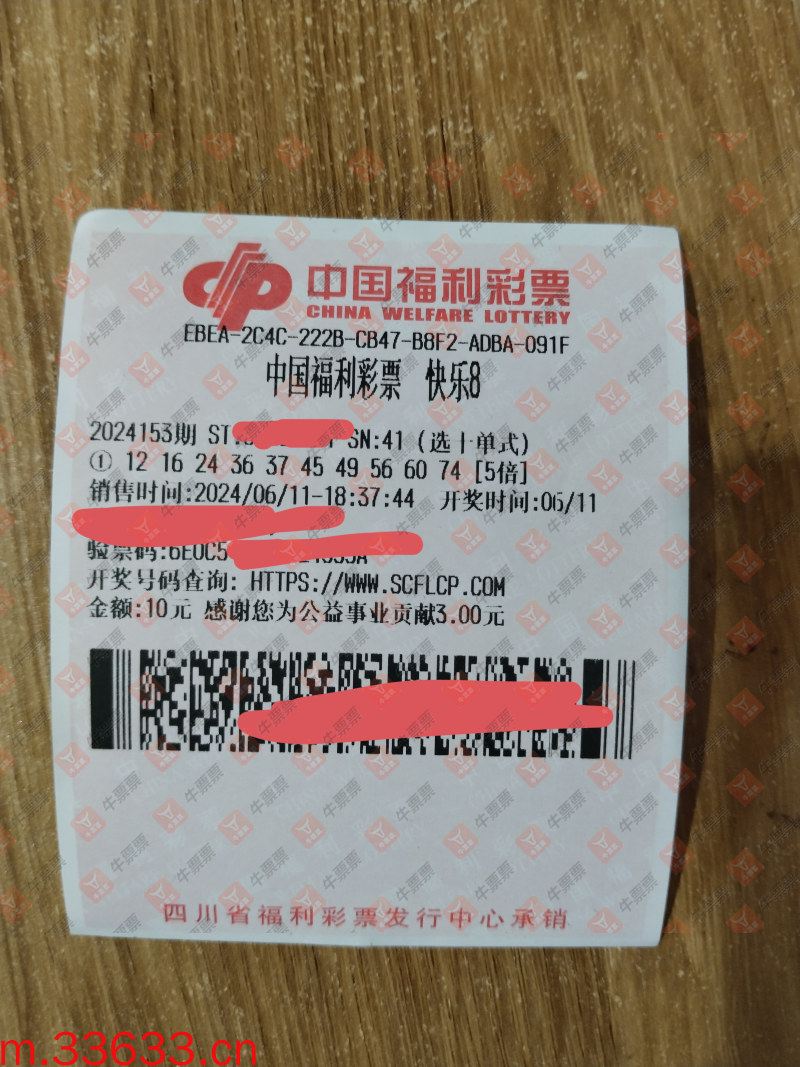 中国福利彩票
CHINA WELFARE LOTTERY
EBEA-2C4C-222B-CB47-B8F2-ADBA-091F
中国福利彩票 快乐8
2024153期 SN:41 (选十单式)
① 12 16 24 36 37 45 49 56 60 74 [5倍]
销售时间:2024/06/11-18:37:44 开奖时间:06/11
验票码:6E0C5
开奖号码查询: HTTPS://WWW.SCFLCP.COM
金额:10元 感谢您为公益事业贡献3.00元
四川省福利彩票发行中心承销
牛票票
m.33633.cn